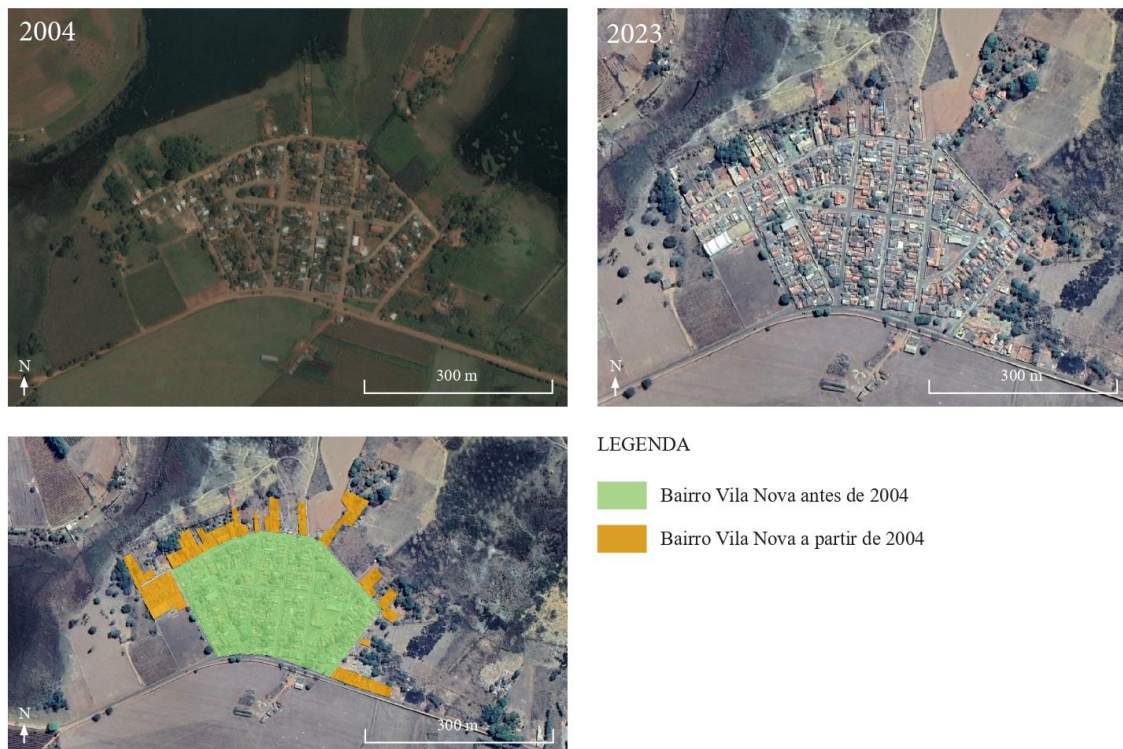 2004
2023
N
300 m
N
300 m
N
300 m
LEGENDA
Bairro Vila Nova antes de 2004
Bairro Vila Nova a partir de 2004